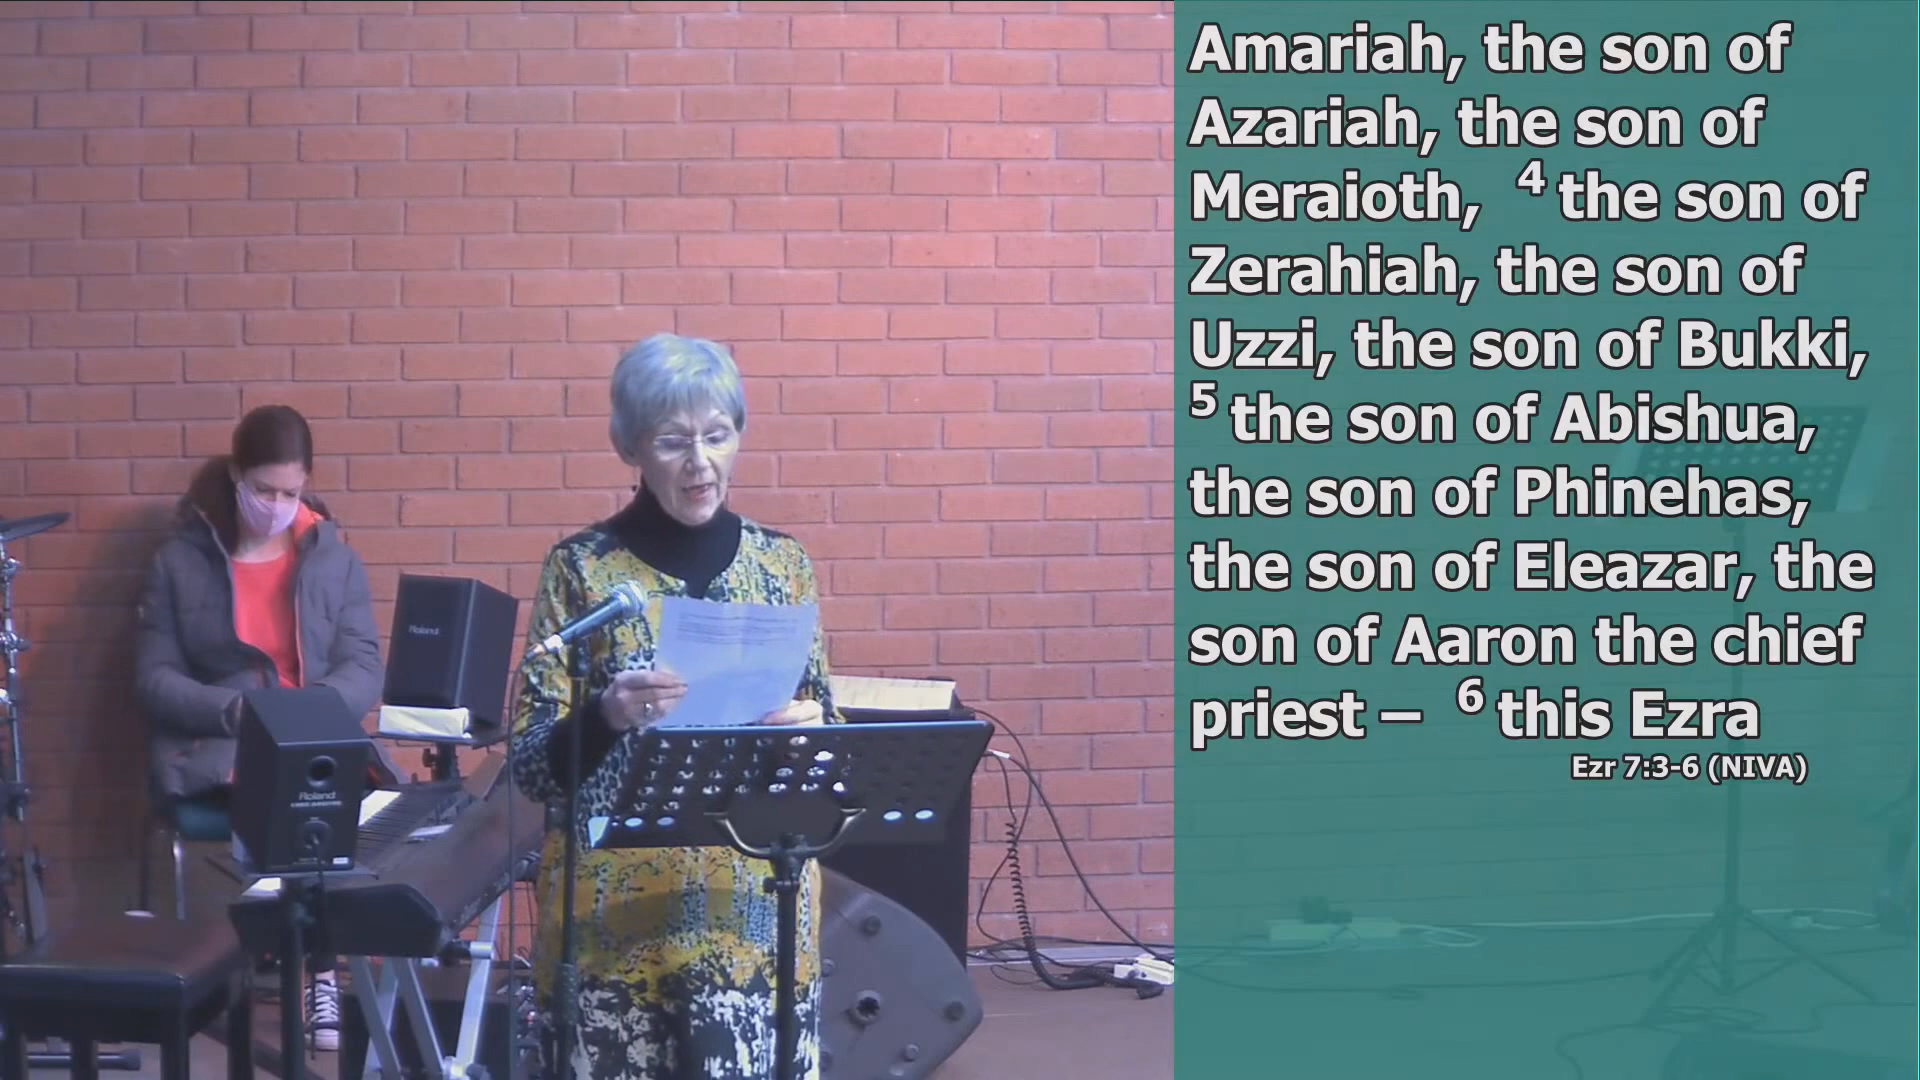 Amariah, the son of
Azariah, the son of
Meraioth, ⁴ the son of
Zerahiah, the son of
Uzzi, the son of Bukki,
⁵ the son of Abishua,
the son of Phinehas,
the son of Eleazar, the
son of Aaron the chief
priest – ⁶ this Ezra
Ezr 7:3-6 (NIVA)
Roland
Roland